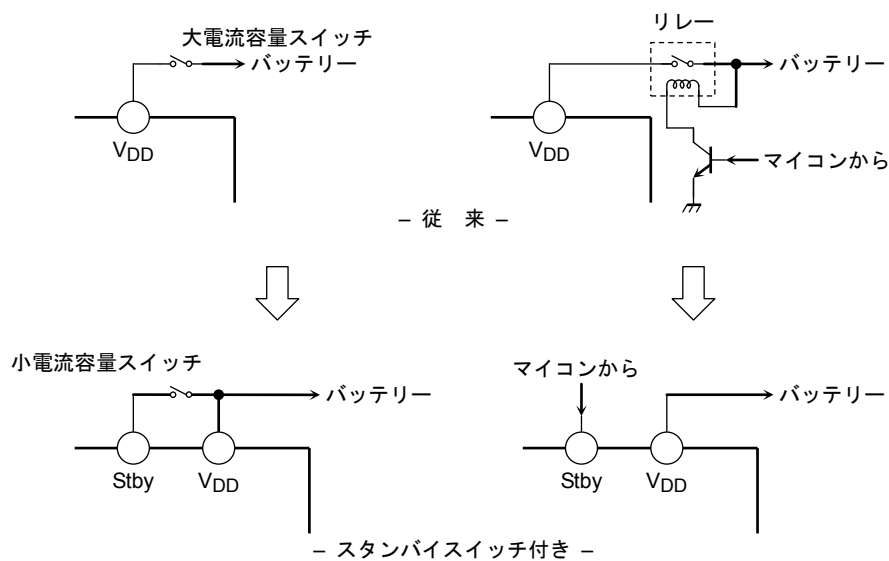 大電流容量スイッチ
バッテリー
VDD
リレー
バッテリー
VDD
マイコンから
– 従　来 –
小電流容量スイッチ
バッテリー
Stby
VDD
マイコンから
バッテリー
Stby
VDD
– スタンバイスイッチ付き –